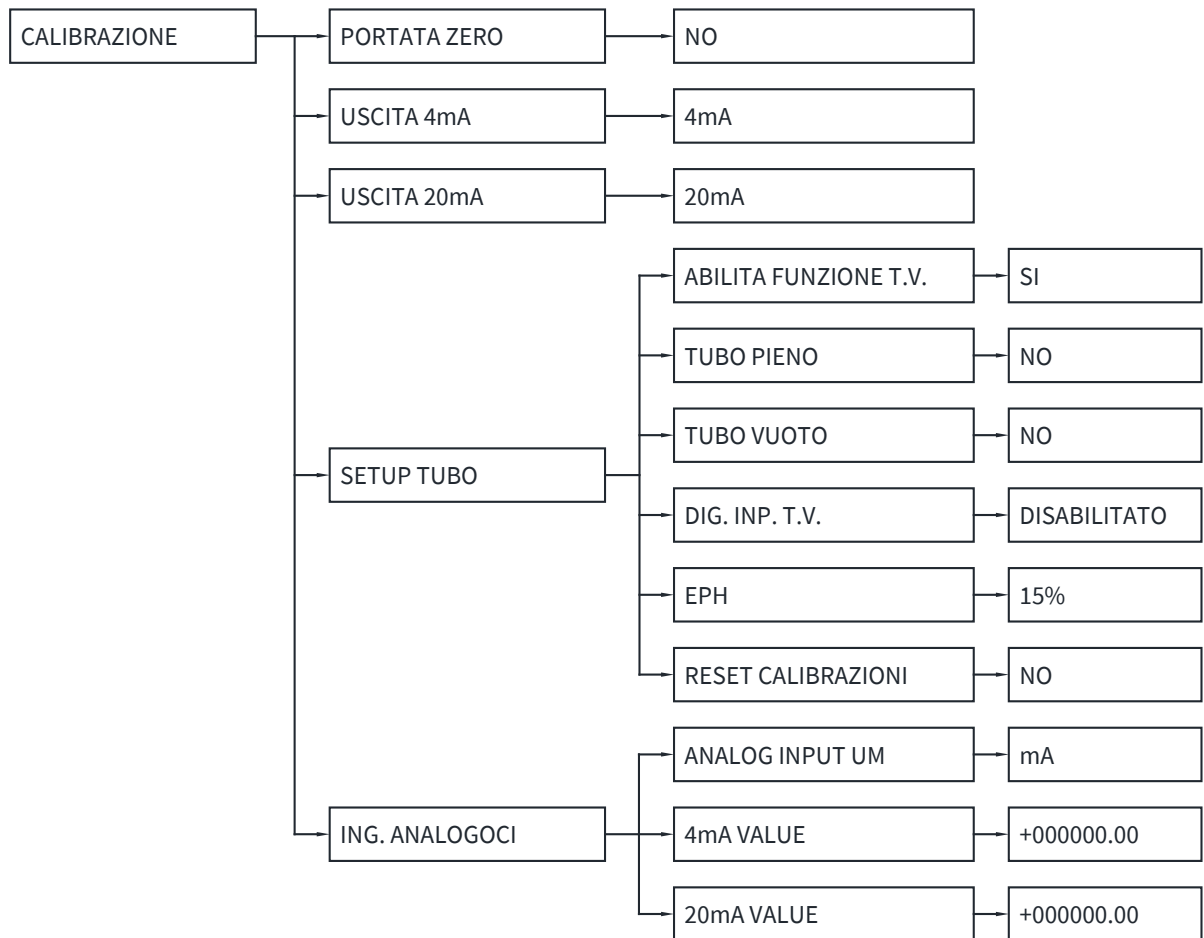 CALIBRAZIONE
PORTATA ZERO
NO
USCITA 4mA
4mA
USCITA 20mA
20mA
SETUP TUBO
ABILITA FUNZIONE T.V.
SI
TUBO PIENO
NO
TUBO VUOTO
NO
DIG. INP. T.V.
DISABILITATO
EPH
15%
RESET CALIBRAZIONI
NO
ING. ANALOGOCI
ANALOG INPUT UM
mA
4mA VALUE
+000000.00
20mA VALUE
+000000.00